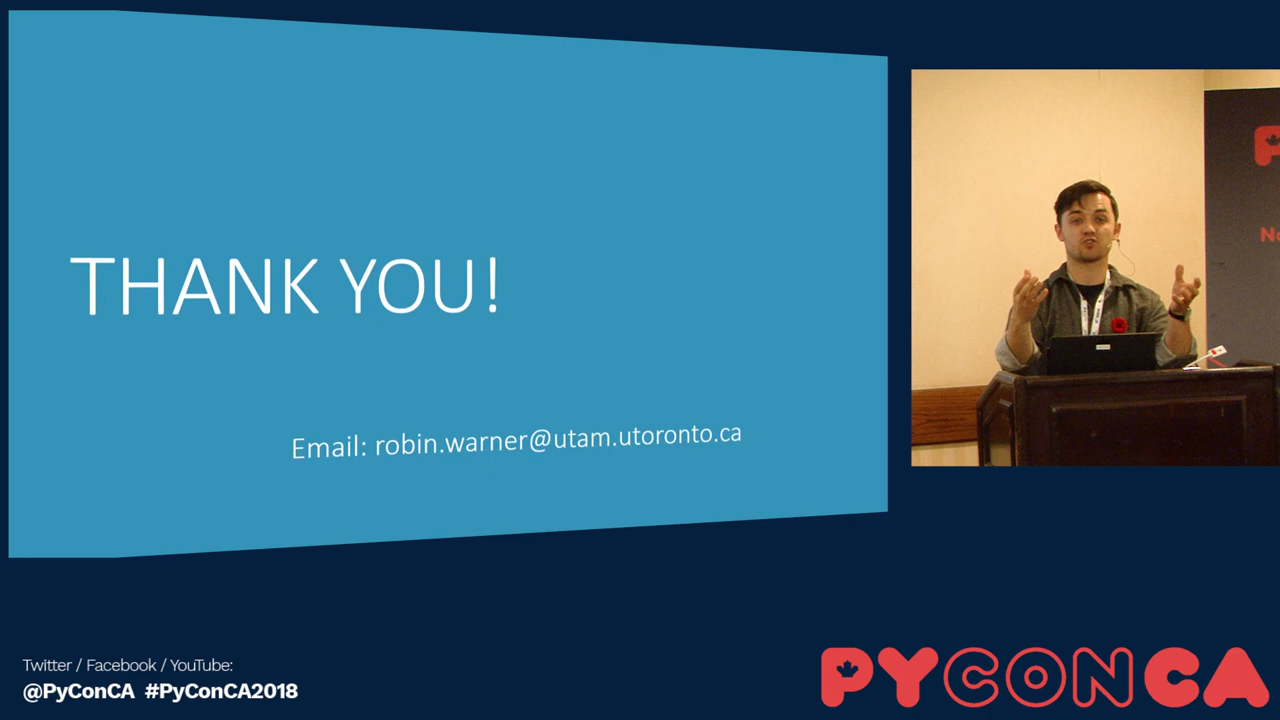 THANK YOU!
Email: robin.warner@utam.utoronto.ca
Twitter / Facebook / YouTube:
@PyConCA #PyConCA2018
PYCONCA